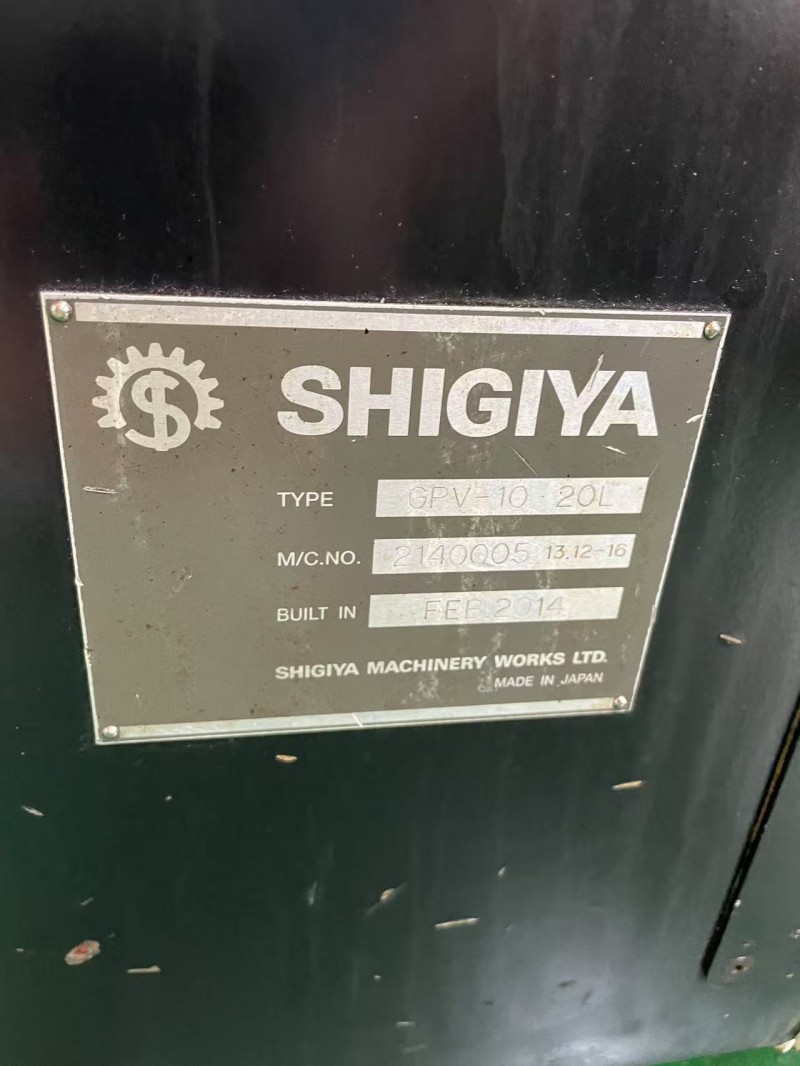 SHIGIYA
TYPE GPV-10 20L
M/C.NO. 2140005 13.12-16
BUILT IN FEB.2014
SHIGIYA MACHINERY WORKS LTD.
MADE IN JAPAN